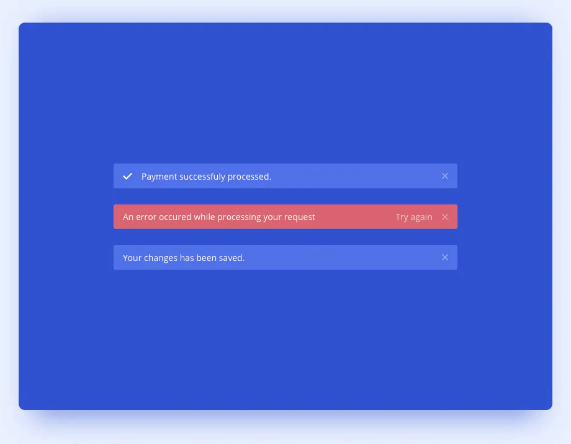 Payment successfuly processed.
An error occured while processing your request Try again
Your changes has been saved.